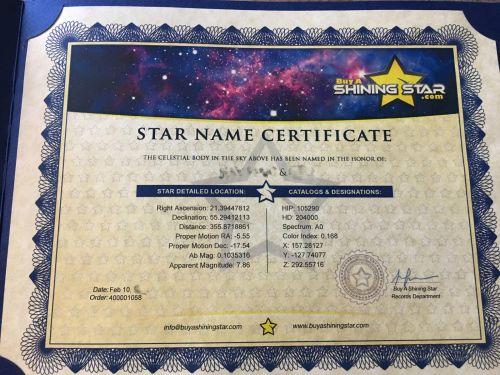 Buy A
SHINING STAR
.com
STAR NAME CERTIFICATE
THE CELESTIAL BODY IN THE SKY ABOVE HAS BEEN NAMED IN THE HONOR OF:
&
STAR DETAILED LOCATION:
Right Ascension: 21.39447812
Declination: 55.29412113
Distance: 355.8718861
Proper Motion RA: -5.55
Proper Motion Dec: -17.54
Ab Mag: 0.1035316
Apparent Magnitude: 7.86
CATALOGS & DESIGNATIONS:
HIP: 105290
HD: 204000
Spectrum: A0
Color Index: 0.168
X: 157.28127
Y: -127.74077
Z: 292.55716
Date: Feb 10
Order: 400001058
Buy A Shining Star
Records Department
info@buyashiningstar.com
www.buyashiningstar.com